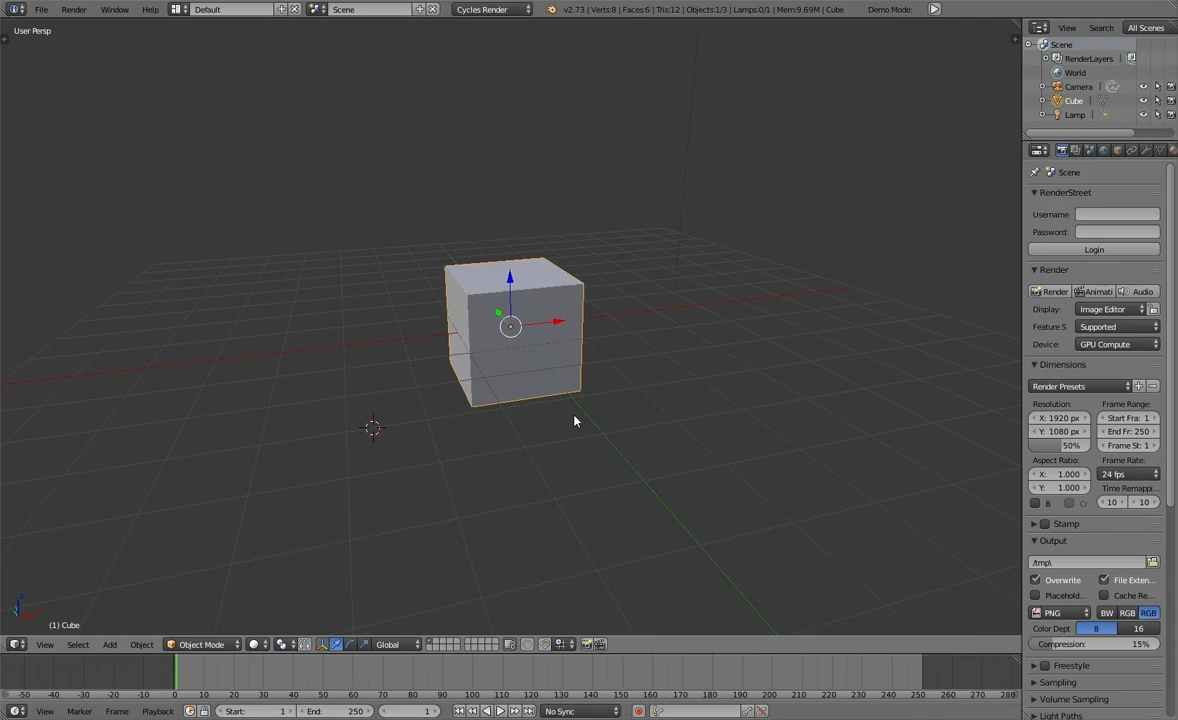 File Render Window Help Default Scene Cycles Render v2.73 | Verts:8 | Faces:6 | Tris:12 | Objects:1/3 | Lamps:0/1 | Mem:9.69M | Cube Demo Mode:
User Persp
View Search All Scenes
Scene
RenderLayers |
World
Camera |
Cube |
Lamp |
Scene
RenderStreet
Username
Password:
Login
Render
Render Animati Audio
Display: Image Editor
Feature S Supported
Device: GPU Compute
Dimensions
Render Presets
Resolution: Frame Range:
X: 1920 px Start Fra: 1
Y: 1080 px End Fr: 250
50% Frame St: 1
Aspect Ratio: Frame Rate:
X: 1.000 24 fps
Y: 1.000 Time Remappi...
B Cr 10 10
Stamp
Output
/tmp\
Overwrite File Exten...
Placehold... Cache Re...
PNG BW RGB RGB
Color Dept 8 16
Compression: 15%
Freestyle
Sampling
Volume Sampling
Light Paths
z
(1) Cube
View Select Add Object Object Mode Global
-50 -40 -30 -20 -10 0 10 20 30 40 50 60 70 80 90 100 110 120 130 140 150 160 170 180 190 200 210 220 230 240 250 260 270 280
View Marker Frame Playback Start: 1 End: 250 1 No Sync